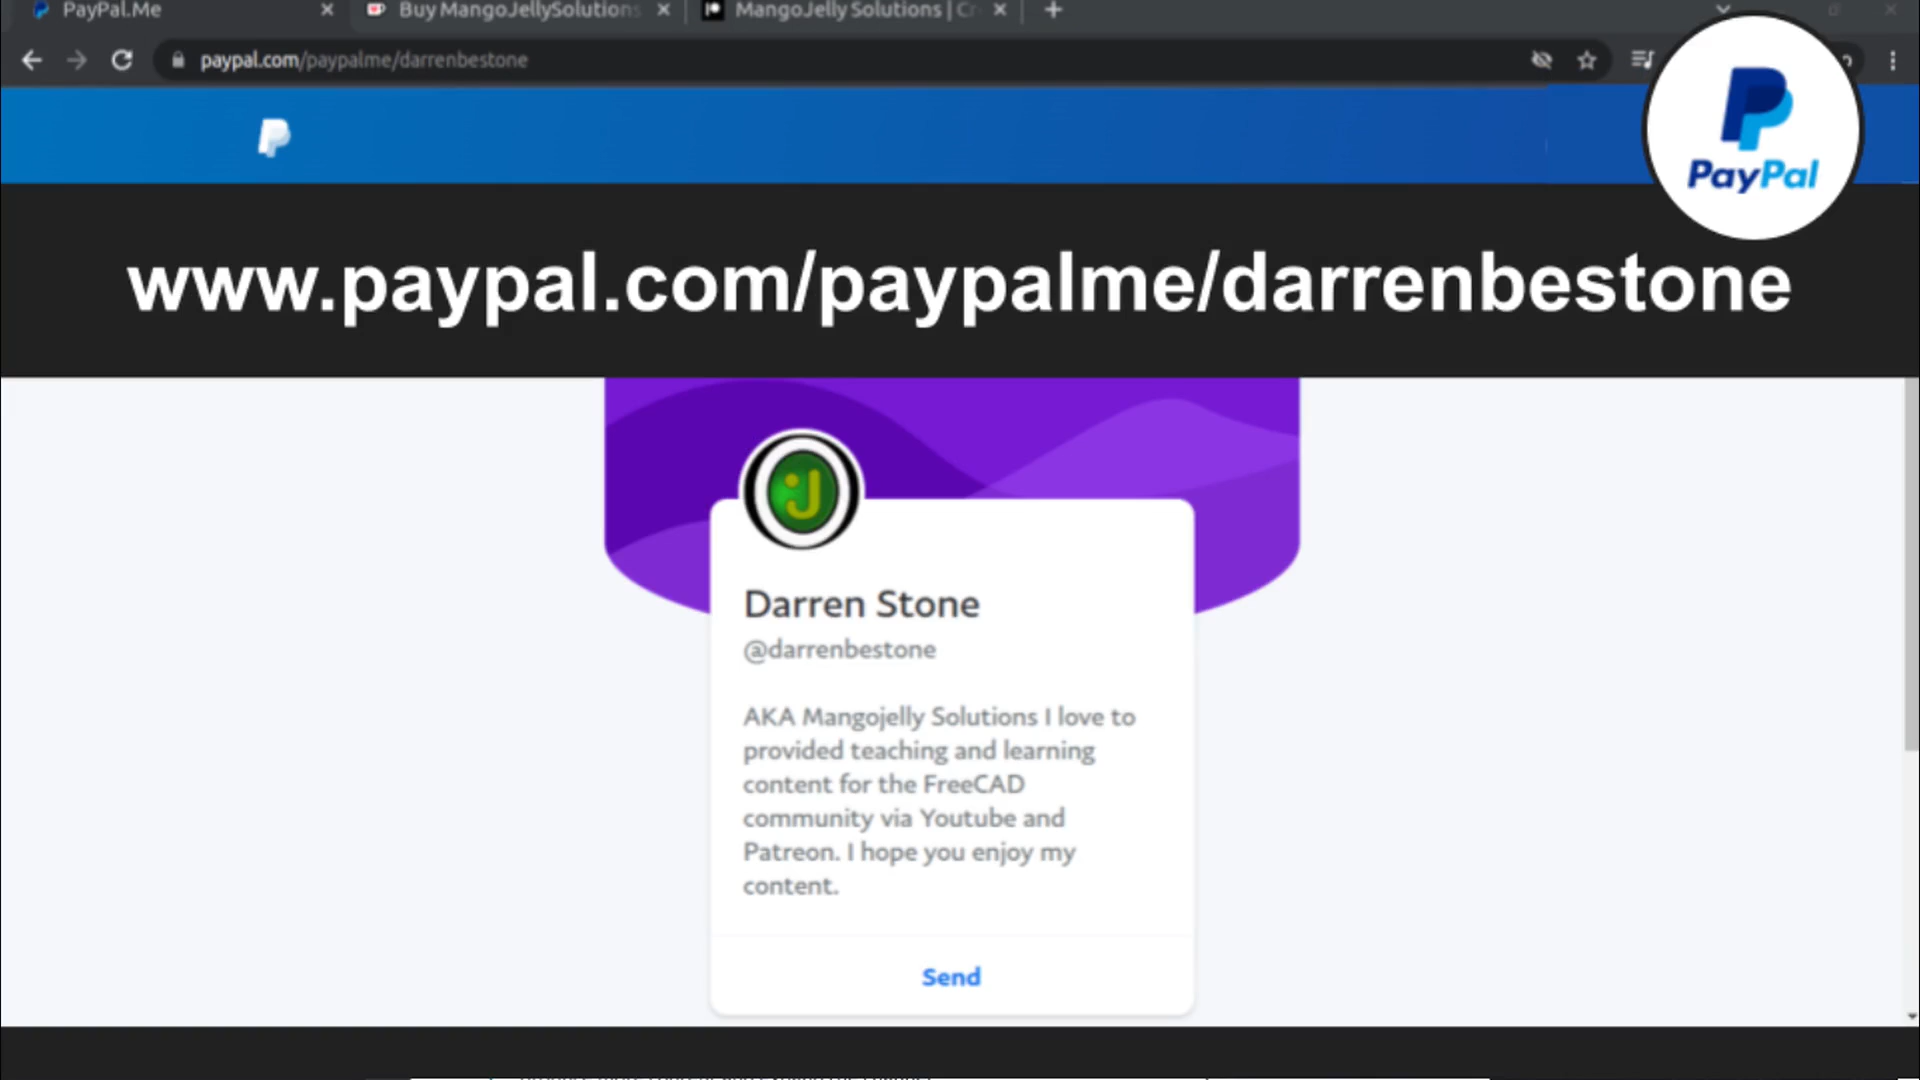 PayPal.Me
Buy MangoJellySolutions
MangoJelly Solutions | Cr
paypal.com/paypalme/darrenbestone
PayPal
www.paypal.com/paypalme/darrenbestone
Darren Stone
@darrenbestone
AKA Mangojelly Solutions I love to
provided teaching and learning
content for the FreeCAD
community via Youtube and
Patreon. I hope you enjoy my
content.
Send